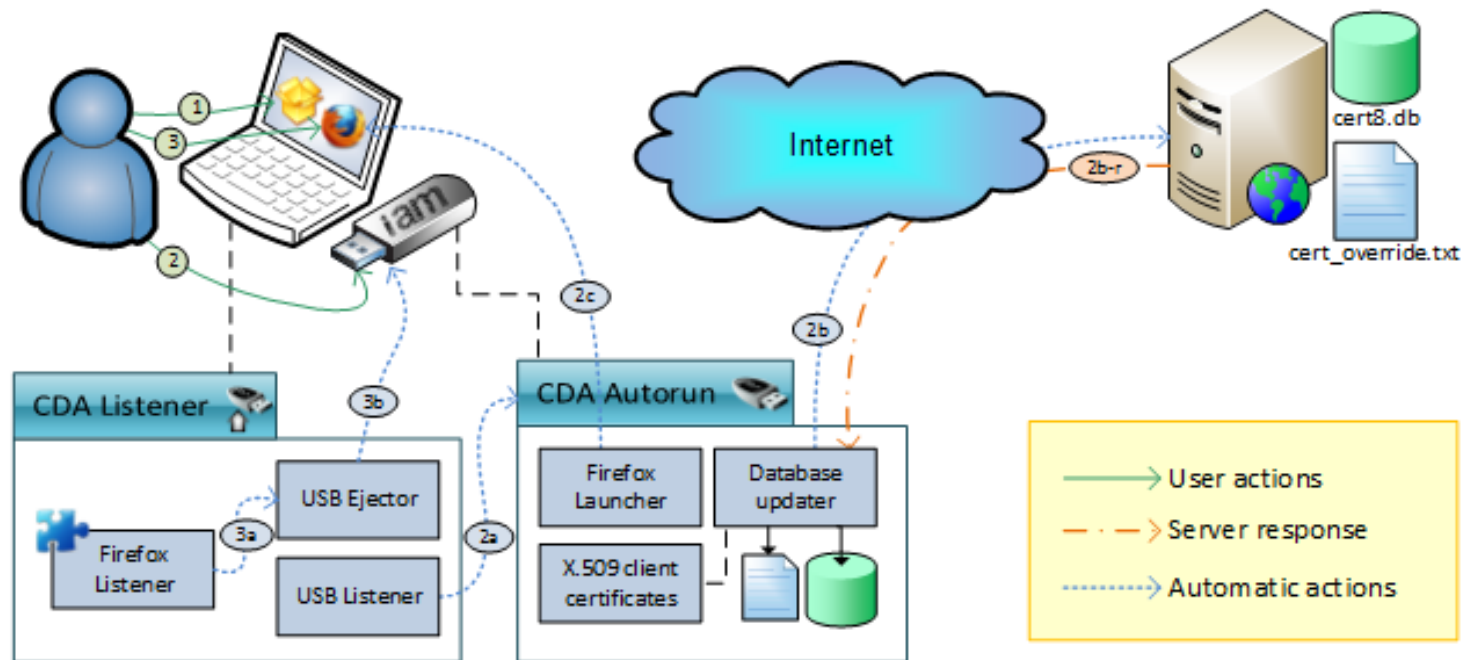 1
3
2
iam
Internet
2b-r
cert8.db
cert_override.txt
2c
2b
3b
3a
2a
CDA Listener
USB Ejector
Firefox
Listener
USB Listener
CDA Autorun
Firefox
Launcher
Database
updater
X.509 client
certificates
User actions
Server response
Automatic actions